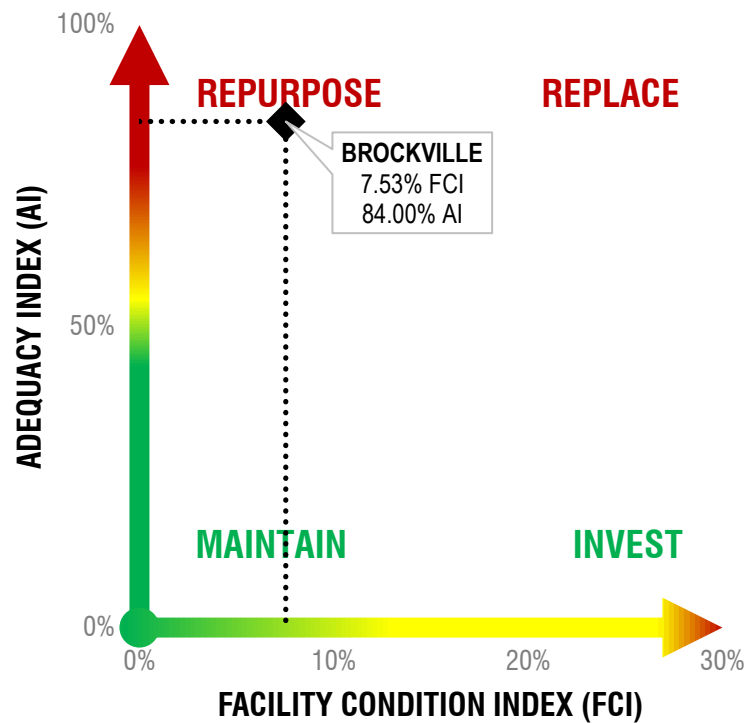 100%
REPURPOSE
REPLACE
BROCKVILLE
7.53% FCI
84.00% AI
ADEQUACY INDEX (AI)
50%
MAINTAIN
INVEST
0%
0%
10%
20%
30%
FACILITY CONDITION INDEX (FCI)